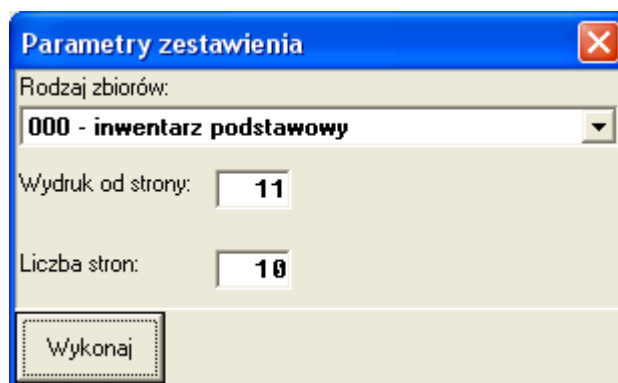 Parametry zestawienia
Rodzaj zbiorów:
000 - inwentarz podstawowy
Wydruk od strony: 11
Liczba stron: 10
Wykonaj